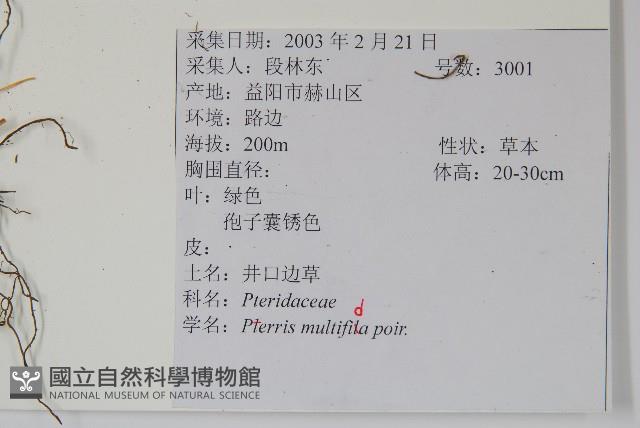 采集日期：2003 年 2 月 21 日
采集人：段林东 号数：3001
产地：益阳市赫山区
环境：路边
海拔：200m 性状：草本
胸围直径： 体高：20-30cm
叶：绿色
孢子囊锈色
皮：
土名：井口边草
科名：Pteridaceae
d
学名：Pterris multifila poir.
國立自然科學博物館
NATIONAL MUSEUM OF NATURAL SCIENCE